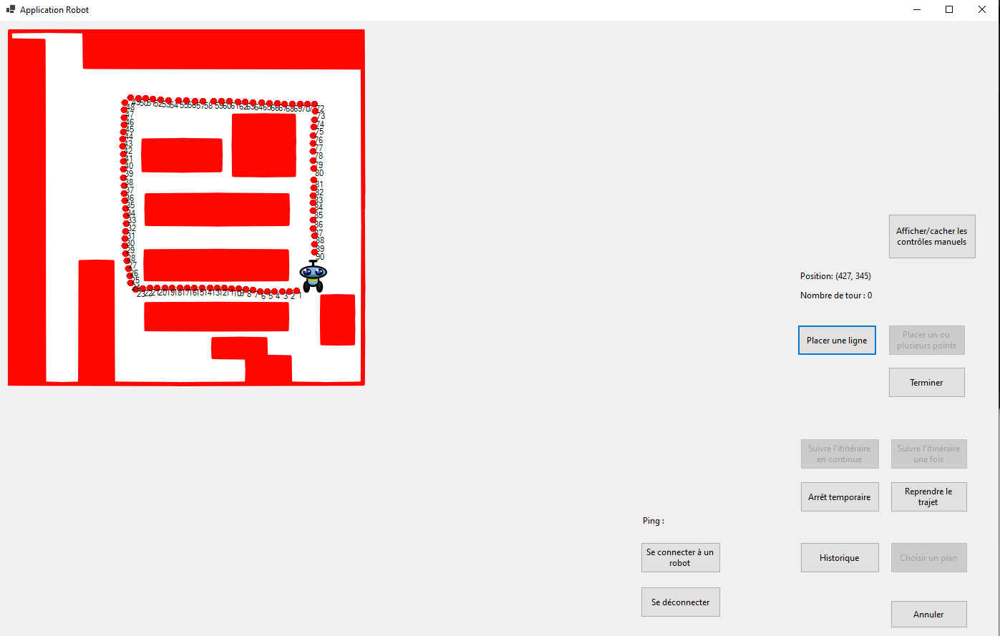 Application Robot
48
47
46
45
44
43
42
41
40
39
38
37
36
35
34
33
32
31
30
29
28
27
26
25
72
73
74
75
76
77
78
79
80
81
82
83
84
85
86
87
88
89
90
8 7 6 5 4 3 2 1
Afficher/cacher les
contrôles manuels
Position: (427, 345)
Nombre de tour : 0
Placer une ligne
Placer un ou
plusieurs points
Terminer
Suivre l'itinéraire
en continue
Suivre l'itinéraire
une fois
Arrêt temporaire
Reprendre le
trajet
Ping :
Se connecter à un
robot
Historique
Choisir un plan
Se déconnecter
Annuler